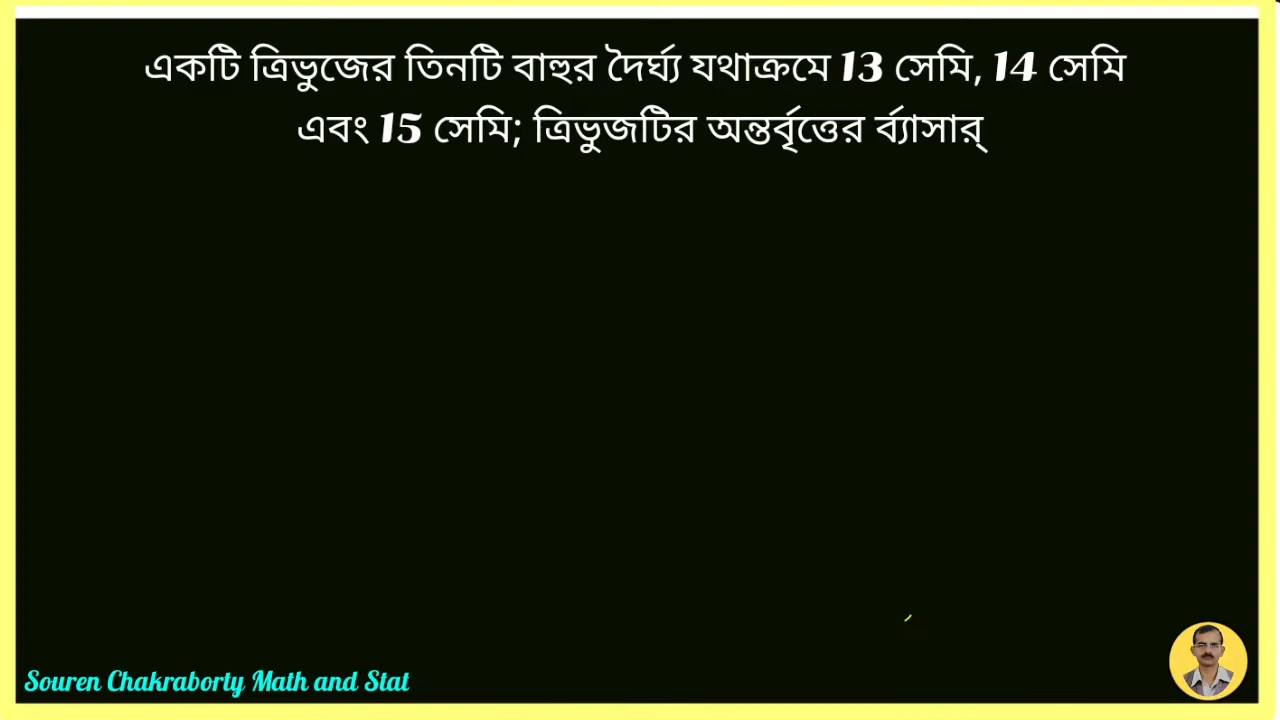 একটি ত্রিভুজের তিনটি বাহুর দৈর্ঘ্য যথাক্রমে 13 সেমি, 14 সেমি
এবং 15 সেমি; ত্রিভুজটির অন্তর্বৃত্তের র্ব্যাসার্
Souren Chakraborty Math and Stat